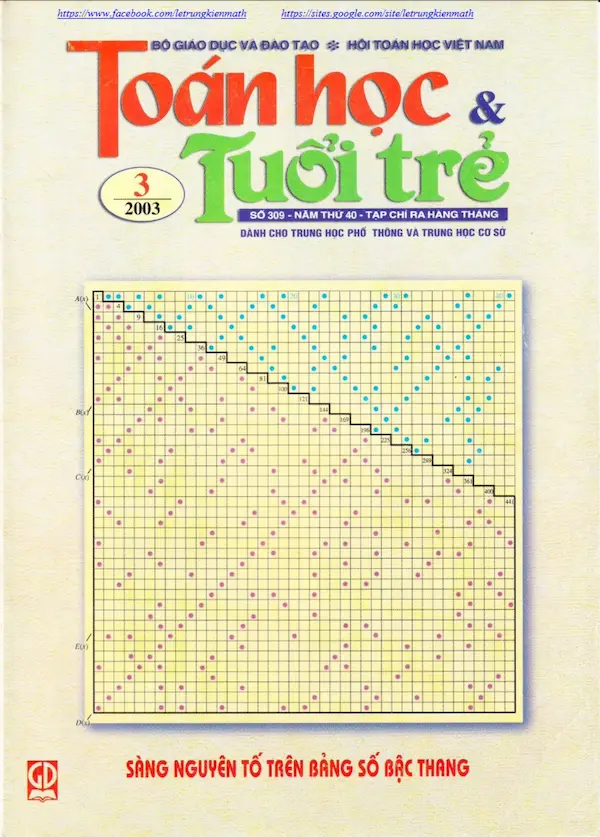 https://www.facebook.com/letrungkienmath https://sites.google.com/site/letrungkienmath
BỘ GIÁO DỤC VÀ ĐÀO TẠO ✻ HỘI TOÁN HỌC VIỆT NAM
Toán học &
Tuổi trẻ
3
2003
SỐ 309 - NĂM THỨ 40 - TẠP CHÍ RA HÀNG THÁNG
DÀNH CHO TRUNG HỌC PHỔ THÔNG VÀ TRUNG HỌC CƠ SỞ
A(x) 1 10 20 30 40
4
9
16
25
36
49
64
81
100
121
B(x) 144
169
196
225
256
289
324
C(x) 361
400
441
E(x)
D(x)
SÀNG NGUYÊN TỐ TRÊN BẢNG SỐ BẬC THANG
GD